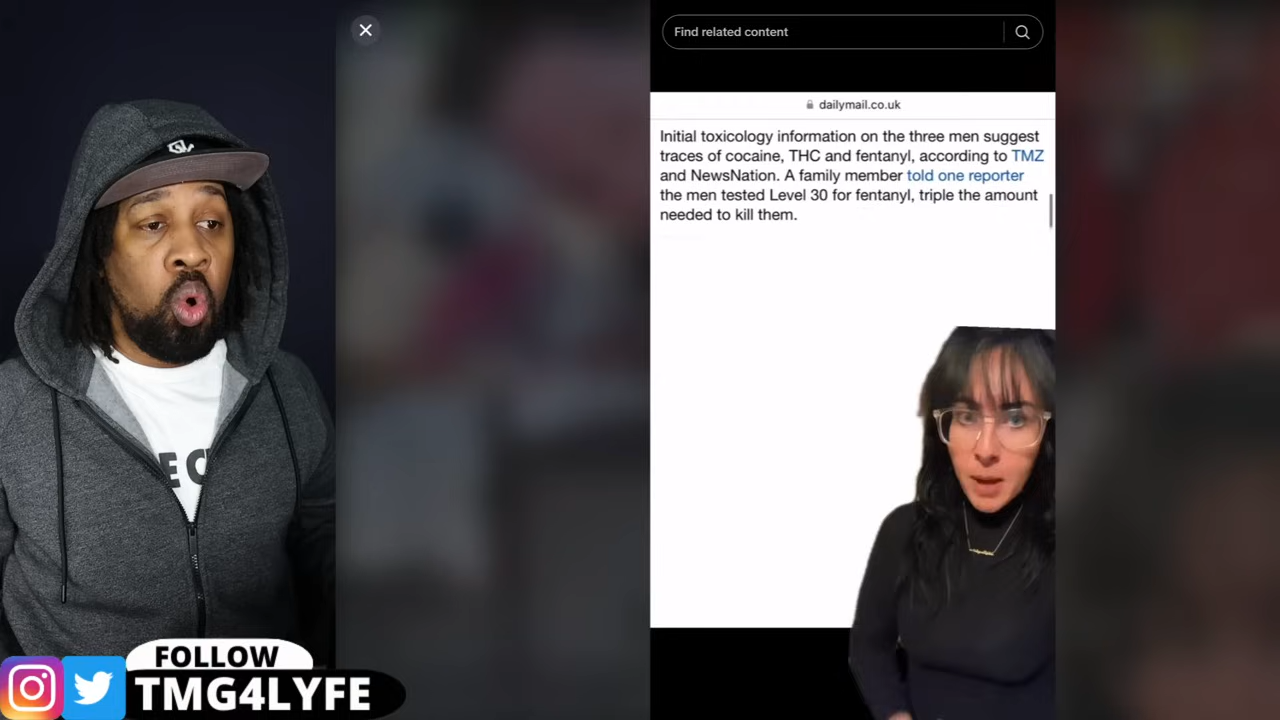 Find related content
dailymail.co.uk
Initial toxicology information on the three men suggest
traces of cocaine, THC and fentanyl, according to TMZ
and NewsNation. A family member told one reporter
the men tested Level 30 for fentanyl, triple the amount
needed to kill them.
E C
FOLLOW
TMG4LYFE